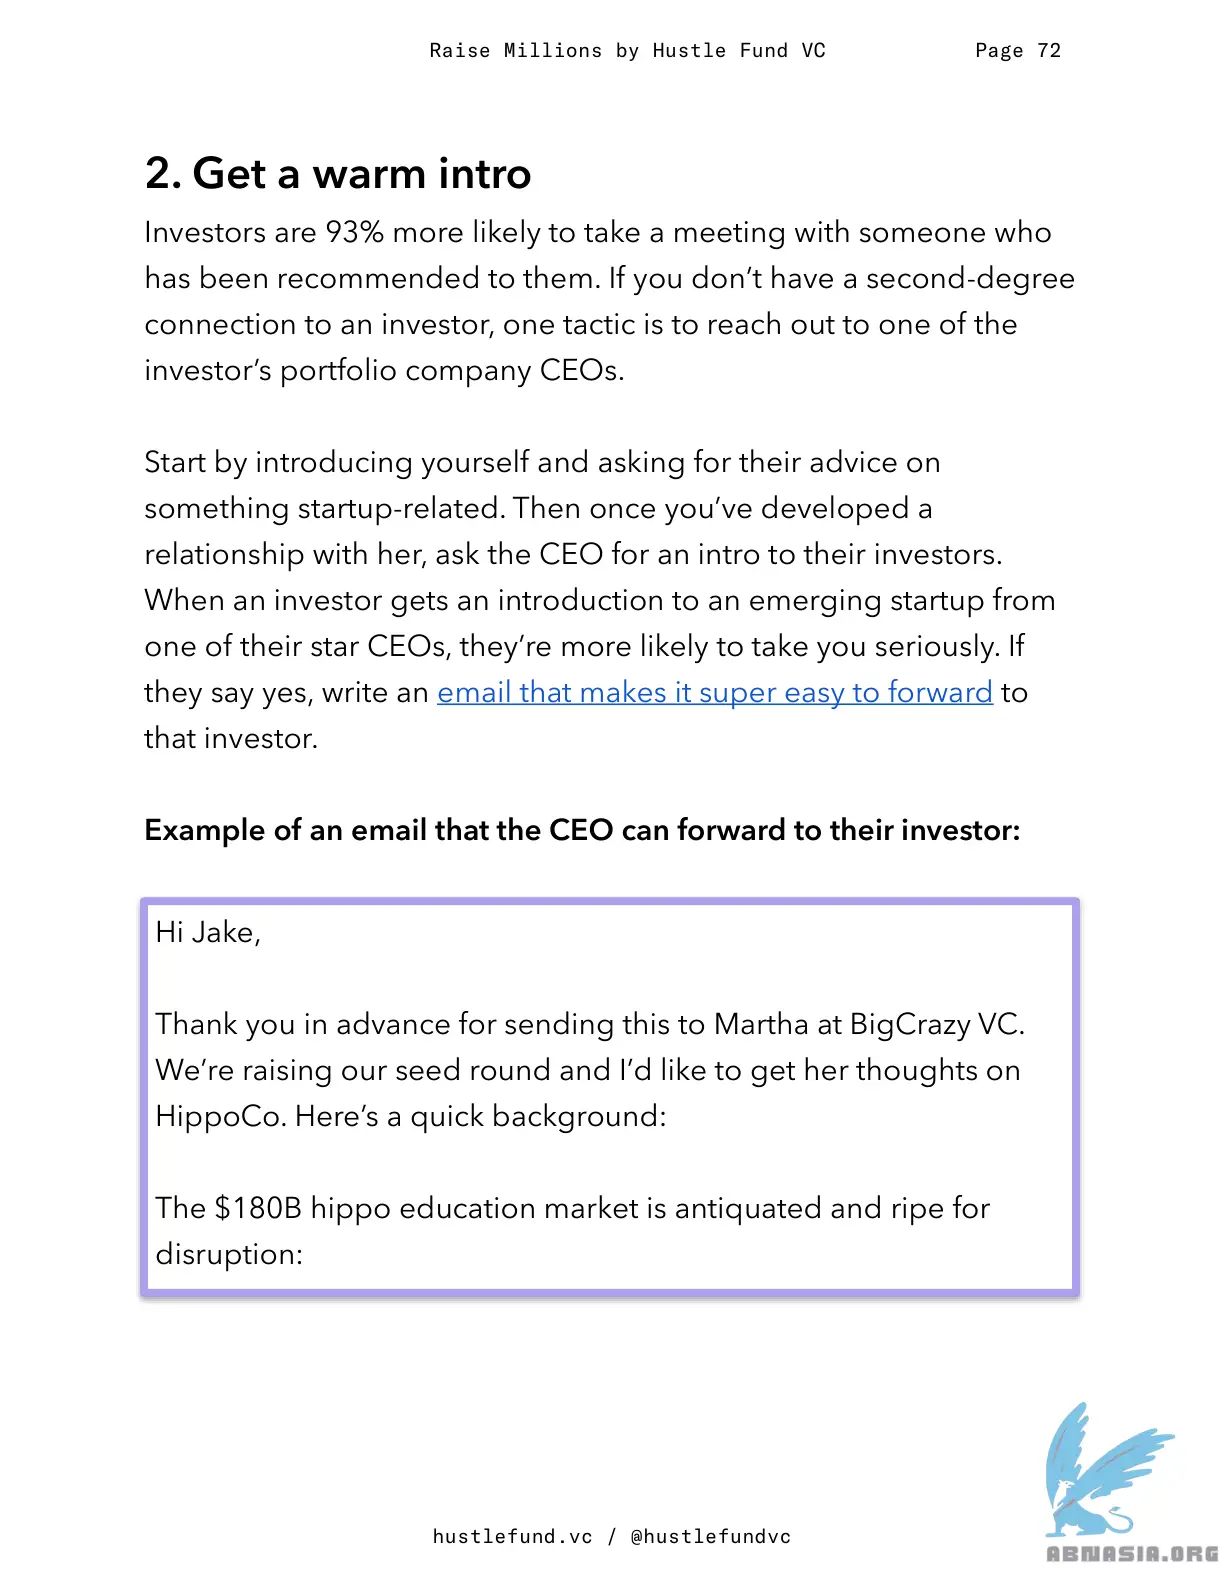 Raise Millions by Hustle Fund VC Page 72
2. Get a warm intro
Investors are 93% more likely to take a meeting with someone who
has been recommended to them. If you don’t have a second-degree
connection to an investor, one tactic is to reach out to one of the
investor’s portfolio company CEOs.
Start by introducing yourself and asking for their advice on
something startup-related. Then once you’ve developed a
relationship with her, ask the CEO for an intro to their investors.
When an investor gets an introduction to an emerging startup from
one of their star CEOs, they’re more likely to take you seriously. If
they say yes, write an email that makes it super easy to forward to
that investor.
Example of an email that the CEO can forward to their investor:
Hi Jake,
Thank you in advance for sending this to Martha at BigCrazy VC.
We’re raising our seed round and I’d like to get her thoughts on
HippoCo. Here’s a quick background:
The $180B hippo education market is antiquated and ripe for
disruption:
hustlefund.vc / @hustlefundvc
ABNASIA.ORG